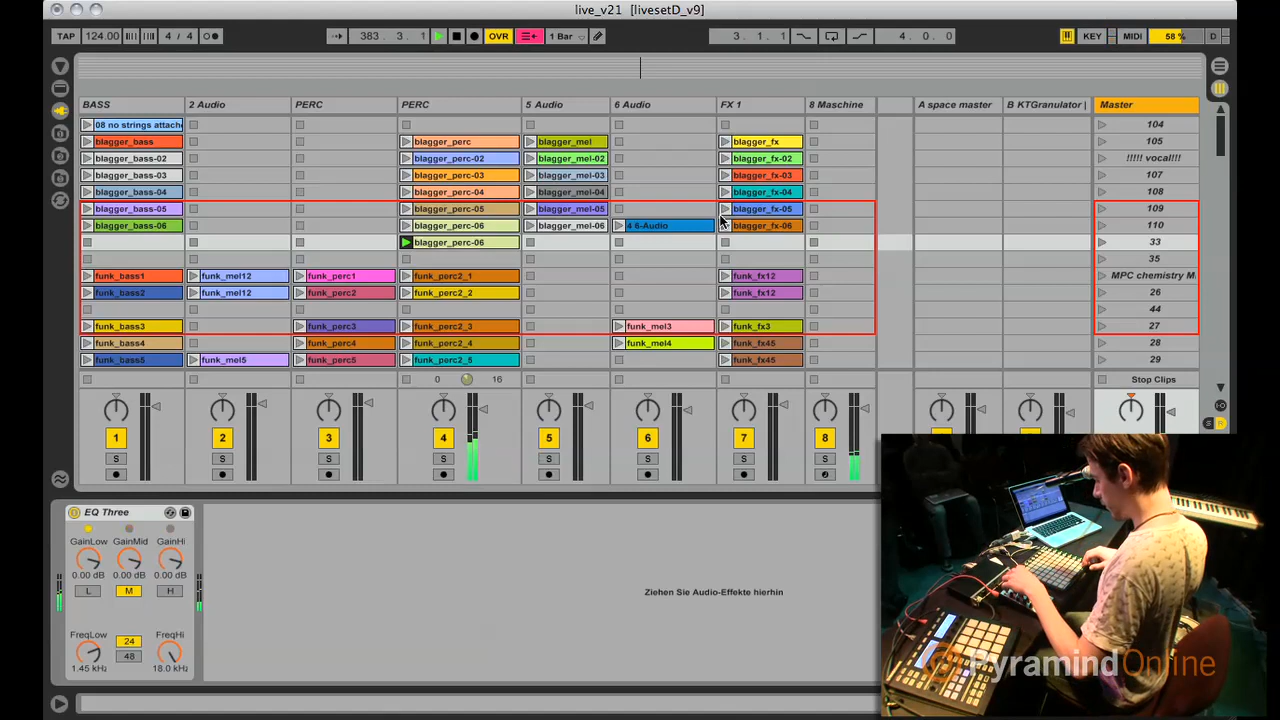 live_v21 [livesetD_v9]
TAP 124.00 4 / 4 383. 3. 1 OVR 1 Bar 3. 1. 1 4. 0. 0 KEY MIDI 58 % D
BASS 2 Audio PERC PERC 5 Audio 6 Audio FX 1 8 Maschine A space master B KTGranulator | Master
08 no strings attache 104
blagger_bass blagger_perc blagger_mel blagger_fx 105
blagger_bass-02 blagger_perc-02 blagger_mel-02 blagger_fx-02 !!!!! vocal!!!
blagger_bass-03 blagger_perc-03 blagger_mel-03 blagger_fx-03 107
blagger_bass-04 blagger_perc-04 blagger_mel-04 blagger_fx-04 108
blagger_bass-05 blagger_perc-05 blagger_mel-05 blagger_fx-05 109
blagger_bass-06 blagger_perc-06 blagger_mel-06 4 6-Audio blagger_fx-06 110
blagger_perc-06 33
35
funk_bass1 funk_mel12 funk_perc1 funk_perc2_1 funk_fx12 MPC chemistry M
funk_bass2 funk_mel12 funk_perc2 funk_perc2_2 funk_fx12 26
44
funk_bass3 funk_perc3 funk_perc2_3 funk_mel3 funk_fx3 27
funk_bass4 funk_perc4 funk_perc2_4 funk_mel4 funk_fx45 28
funk_bass5 funk_mel5 funk_perc5 funk_perc2_5 funk_fx45 29
0 16 Stop Clips
1 2 3 4 5 6 7 8
S S S S S S S S
EQ Three
GainLow GainMid GainHi
0.00 dB 0.00 dB 0.00 dB
L M H
Ziehen Sie Audio-Effekte hierhin
FreqLow 24 FreqHi
48
1.45 kHz 18.0 kHz
PyramindOnline